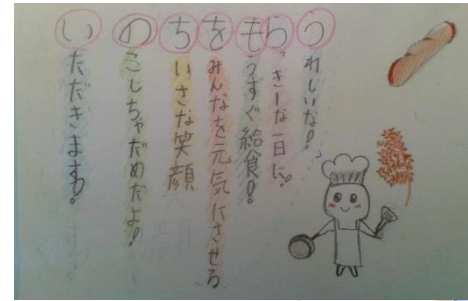 うれしいな!
らっきーな一日に!
もうすぐ給食!
をみんなを元気にさせる
ちいさな笑顔
のこしちゃだめだよ!
いただきます!